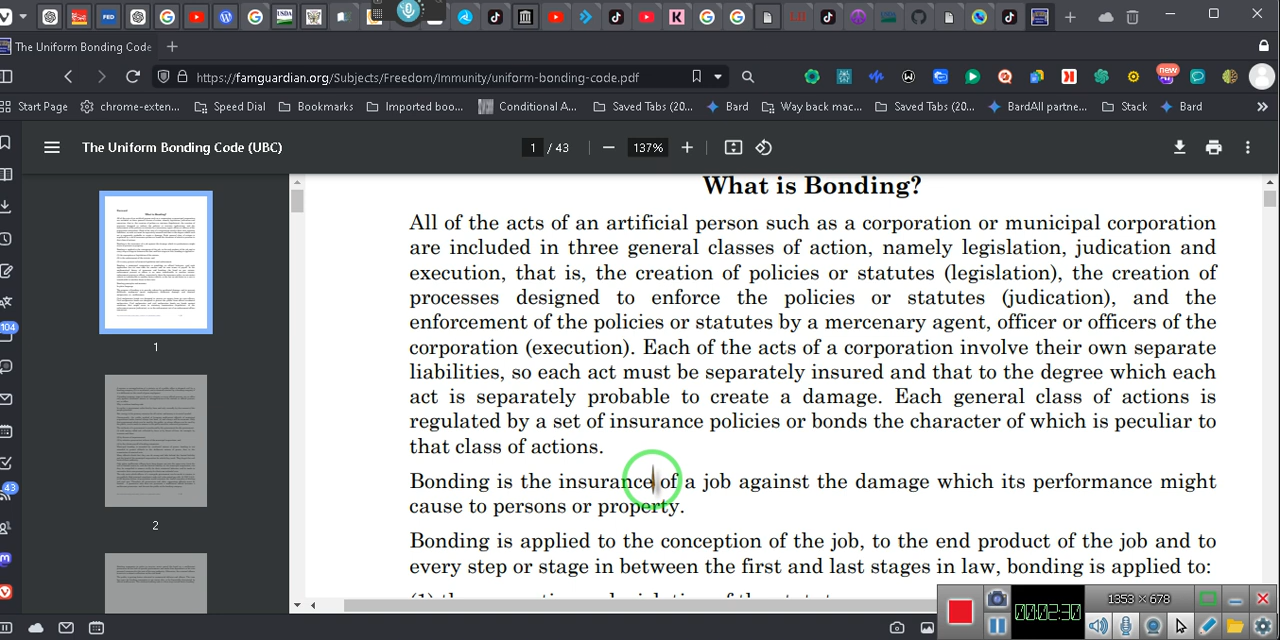 The Uniform Bonding Code
https://famguardian.org/Subjects/Freedom/Immunity/uniform-bonding-code.pdf
new
Start Page chrome-exten... Speed Dial Bookmarks Imported boo... Conditional A... Saved Tabs (20... Bard Way back mac... Saved Tabs (20... BardAll partne... Stack Bard
The Uniform Bonding Code (UBC) 1 / 43 137%
What is Bonding?
All of the acts of an artificial person such as a corporation or municipal corporation
are included in three general classes of action, namely legislation, judication and
execution, that is, the creation of policies or statutes (legislation), the creation of
processes designed to enforce the policies or statutes (judication), and the
enforcement of the policies or statutes by a mercenary agent, officer or officers of the
corporation (execution). Each of the acts of a corporation involve their own separate
liabilities, so each act must be separately insured and that to the degree which each
act is separately probable to create a damage. Each general class of actions is
regulated by a set of insurance policies or bonds the character of which is peculiar to
that class of actions.
Bonding is the insurance of a job against the damage which its performance might
cause to persons or property.
Bonding is applied to the conception of the job, to the end product of the job and to
every step or stage in between the first and last stages in law, bonding is applied to:
1
2
104
43
1353 x 678
00:02:30